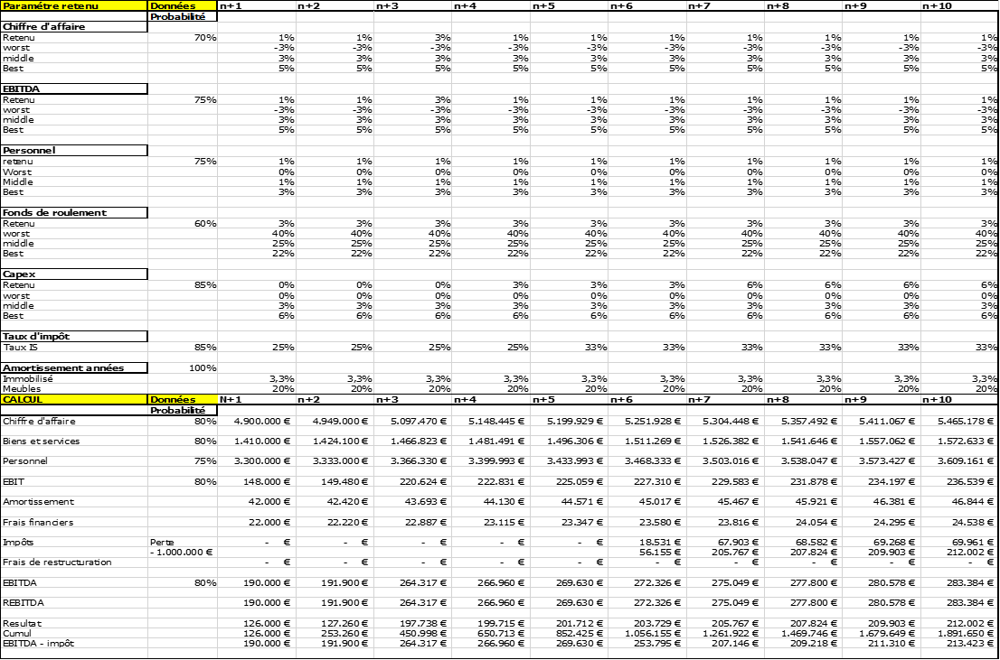 Paramétre retenu Données n+1 n+2 n+3 n+4 n+5 n+6 n+7 n+8 n+9 n+10
Probabilité
Chiffre d'affaire
Retenu 70% 1% 1% 3% 1% 1% 1% 1% 1% 1% 1%
worst -3% -3% -3% -3% -3% -3% -3% -3% -3% -3%
middle 3% 3% 3% 3% 3% 3% 3% 3% 3% 3%
Best 5% 5% 5% 5% 5% 5% 5% 5% 5% 5%
EBITDA
Retenu 75% 1% 1% 3% 1% 1% 1% 1% 1% 1% 1%
worst -3% -3% -3% -3% -3% -3% -3% -3% -3% -3%
middle 3% 3% 3% 3% 3% 3% 3% 3% 3% 3%
Best 5% 5% 5% 5% 5% 5% 5% 5% 5% 5%
Personnel
retenu 75% 1% 1% 1% 1% 1% 1% 1% 1% 1% 1%
Worst 0% 0% 0% 0% 0% 0% 0% 0% 0% 0%
Middle 1% 1% 1% 1% 1% 1% 1% 1% 1% 1%
Best 3% 3% 3% 3% 3% 3% 3% 3% 3% 3%
Fonds de roulement
Retenu 60% 3% 3% 3% 3% 3% 3% 3% 3% 3% 3%
worst 40% 40% 40% 40% 40% 40% 40% 40% 40% 40%
middle 25% 25% 25% 25% 25% 25% 25% 25% 25% 25%
Best 22% 22% 22% 22% 22% 22% 22% 22% 22% 22%
Capex
Retenu 85% 0% 0% 0% 3% 3% 3% 6% 6% 6% 6%
worst 0% 0% 0% 0% 0% 0% 0% 0% 0% 0%
middle 3% 3% 3% 3% 3% 3% 3% 3% 3% 3%
Best 6% 6% 6% 6% 6% 6% 6% 6% 6% 6%
Taux d'impôt
Taux IS 85% 25% 25% 25% 25% 33% 33% 33% 33% 33% 33%
Amortissement années 100%
Immobilisé 3,3% 3,3% 3,3% 3,3% 3,3% 3,3% 3,3% 3,3% 3,3% 3,3%
Meubles 20% 20% 20% 20% 20% 20% 20% 20% 20% 20%
CALCUL Données N+1 n+2 n+3 n+4 n+5 n+6 n+7 n+8 n+9 n+10
Probabilité
Chiffre d'affaire 80% 4.900.000 € 4.949.000 € 5.097.470 € 5.148.445 € 5.199.929 € 5.251.928 € 5.304.448 € 5.357.492 € 5.411.067 € 5.465.178 €
Biens et services 80% 1.410.000 € 1.424.100 € 1.466.823 € 1.481.491 € 1.496.306 € 1.511.269 € 1.526.382 € 1.541.646 € 1.557.062 € 1.572.633 €
Personnel 75% 3.300.000 € 3.333.000 € 3.366.330 € 3.399.993 € 3.433.993 € 3.468.333 € 3.503.016 € 3.538.047 € 3.573.427 € 3.609.161 €
EBIT 80% 148.000 € 149.480 € 220.624 € 222.831 € 225.059 € 227.310 € 229.583 € 231.878 € 234.197 € 236.539 €
Amortissement 42.000 € 42.420 € 43.693 € 44.130 € 44.571 € 45.017 € 45.467 € 45.921 € 46.381 € 46.844 €
Frais financiers 22.000 € 22.220 € 22.887 € 23.115 € 23.347 € 23.580 € 23.816 € 24.054 € 24.295 € 24.538 €
Impôts Perte - € - € - € - € - € 18.531 € 67.903 € 68.582 € 69.268 € 69.961 €
- 1.000.000 € 56.155 € 205.767 € 207.824 € 209.903 € 212.002 €
Frais de restructuration - € - € - € - € - € - € - € - € - € - €
EBITDA 80% 190.000 € 191.900 € 264.317 € 266.960 € 269.630 € 272.326 € 275.049 € 277.800 € 280.578 € 283.384 €
REBITDA 190.000 € 191.900 € 264.317 € 266.960 € 269.630 € 272.326 € 275.049 € 277.800 € 280.578 € 283.384 €
Resultat 126.000 € 127.260 € 197.738 € 199.715 € 201.712 € 203.729 € 205.767 € 207.824 € 209.903 € 212.002 €
Cumul 126.000 € 253.260 € 450.998 € 650.713 € 852.425 € 1.056.155 € 1.261.922 € 1.469.746 € 1.679.649 € 1.891.650 €
EBITDA - impôt 190.000 € 191.900 € 264.317 € 266.960 € 269.630 € 253.795 € 207.146 € 209.218 € 211.310 € 213.423 €